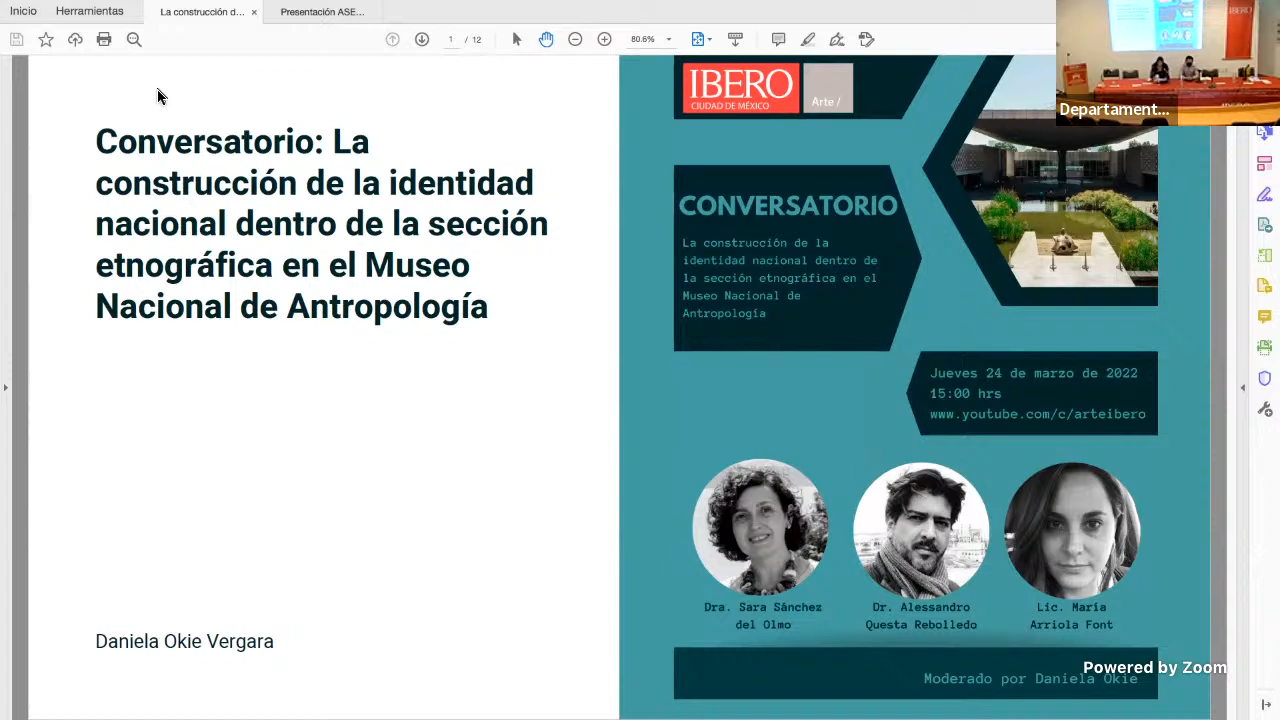 Inicio
Herramientas
La construcción d...
Presentación ASE...
1 / 12
80.6%
Departament...
Conversatorio: La
construcción de la identidad
nacional dentro de la sección
etnográfica en el Museo
Nacional de Antropología
Daniela Okie Vergara
IBERO
CIUDAD DE MÉXICO
Arte /
CONVERSATORIO
La construcción de la
identidad nacional dentro de
la sección etnográfica en el
Museo Nacional de
Antropología
Jueves 24 de marzo de 2022
15:00 hrs
www.youtube.com/c/arteibero
Dra. Sara Sánchez
del Olmo
Dr. Alessandro
Questa Rebolledo
Lic. María
Arriola Font
Moderado por Daniela Okie
Powered by Zoom